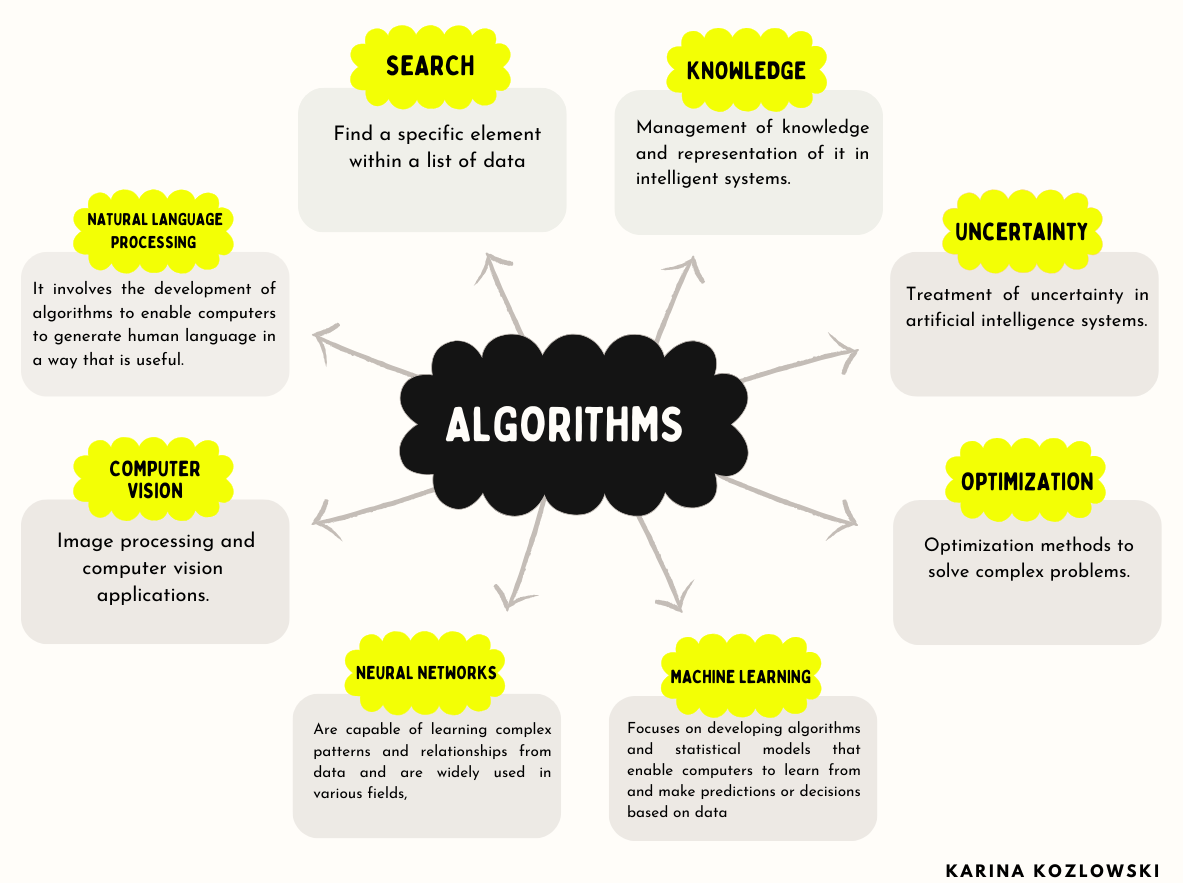 SEARCH
Find a specific element
within a list of data
KNOWLEDGE
Management of knowledge
and representation of it in
intelligent systems.
NATURAL LANGUAGE
PROCESSING
It involves the development of
algorithms to enable computers
to generate human language in
a way that is useful.
UNCERTAINTY
Treatment of uncertainty in
artificial intelligence systems.
ALGORITHMS
COMPUTER
VISION
Image processing and
computer vision
applications.
OPTIMIZATION
Optimization methods to
solve complex problems.
NEURAL NETWORKS
Are capable of learning complex
patterns and relationships from
data and are widely used in
various fields,
MACHINE LEARNING
Focuses on developing algorithms
and statistical models that
enable computers to learn from
and make predictions or decisions
based on data
KARINA KOZLOWSKI